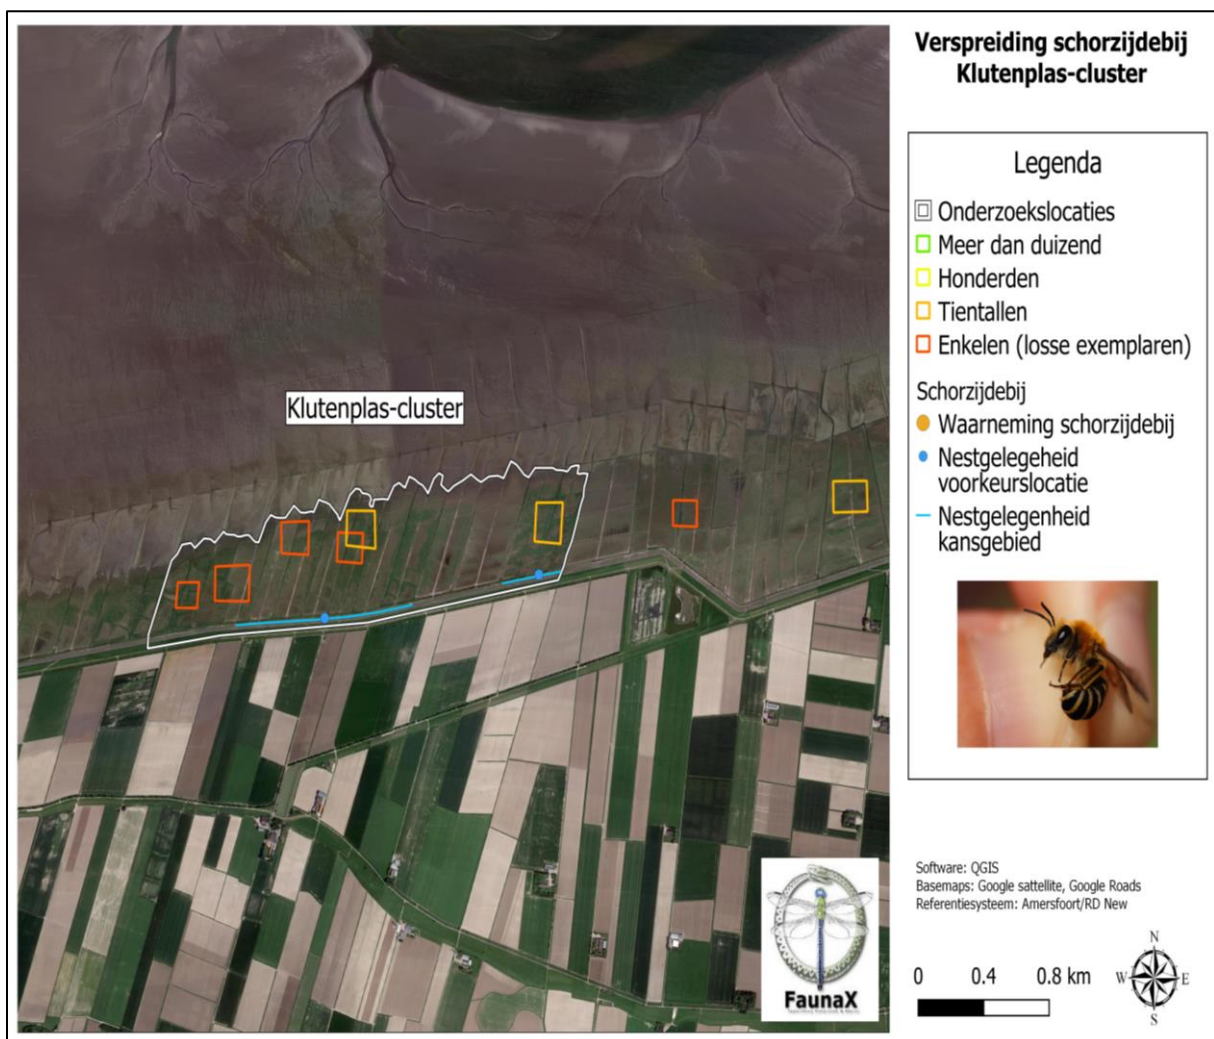 Verspreiding schorzijdebij
Klutenplas-cluster
Legenda
Onderzoekslocaties
Meer dan duizend
Honderden
Tientallen
Enkelen (losse exemplaren)
Schorzijdebij
Waarneming schorzijdebij
Nestgelegeheid
voorkeurslocatie
Nestgelegenheid
kansgebied
Klutenplas-cluster
Software: QGIS
Basemaps: Google sattellite, Google Roads
Referentiesysteem: Amersfoort/RD New
0 0.4 0.8 km
N
W E
S
FaunaX